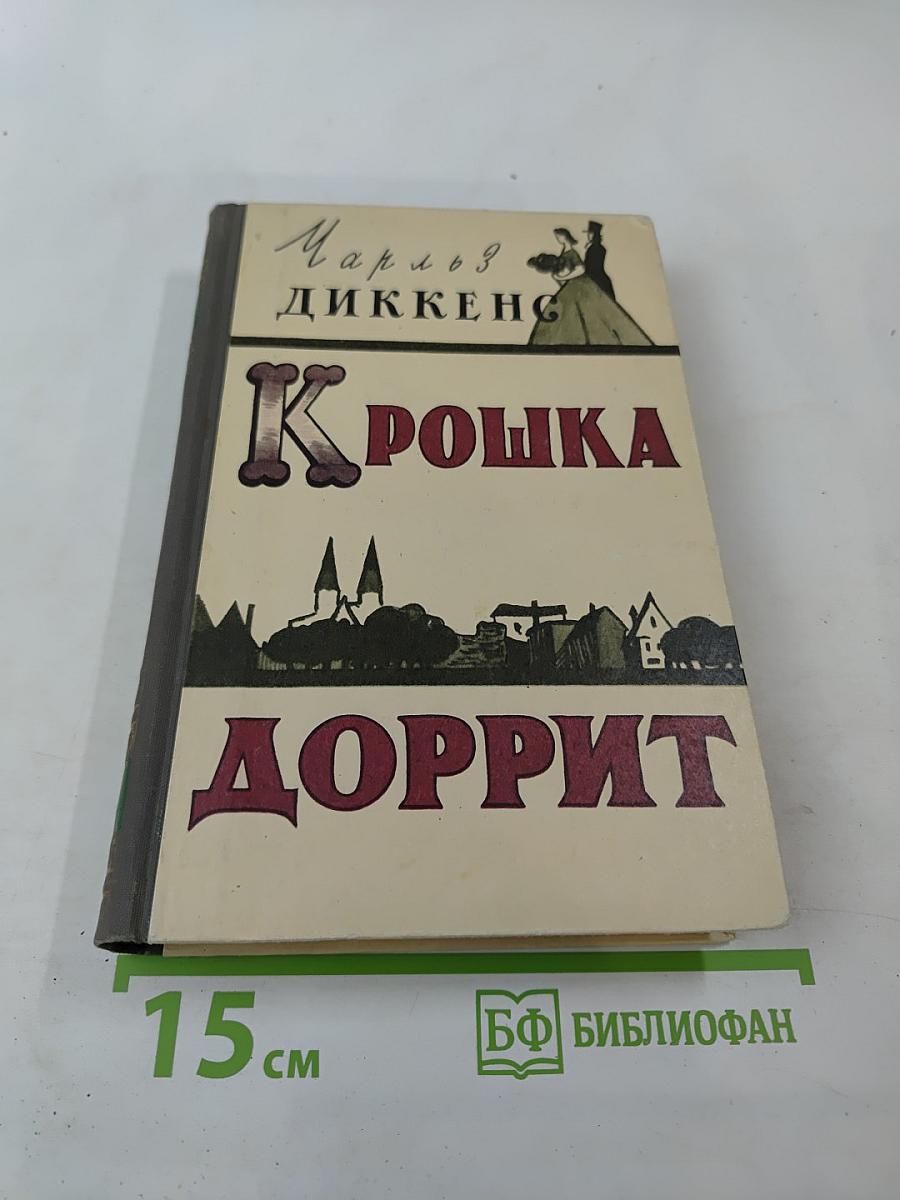 Чарльз
ДИККЕНС
КРОШКА
ДОРРИТ
15 см
БФ БИБЛИОФАН